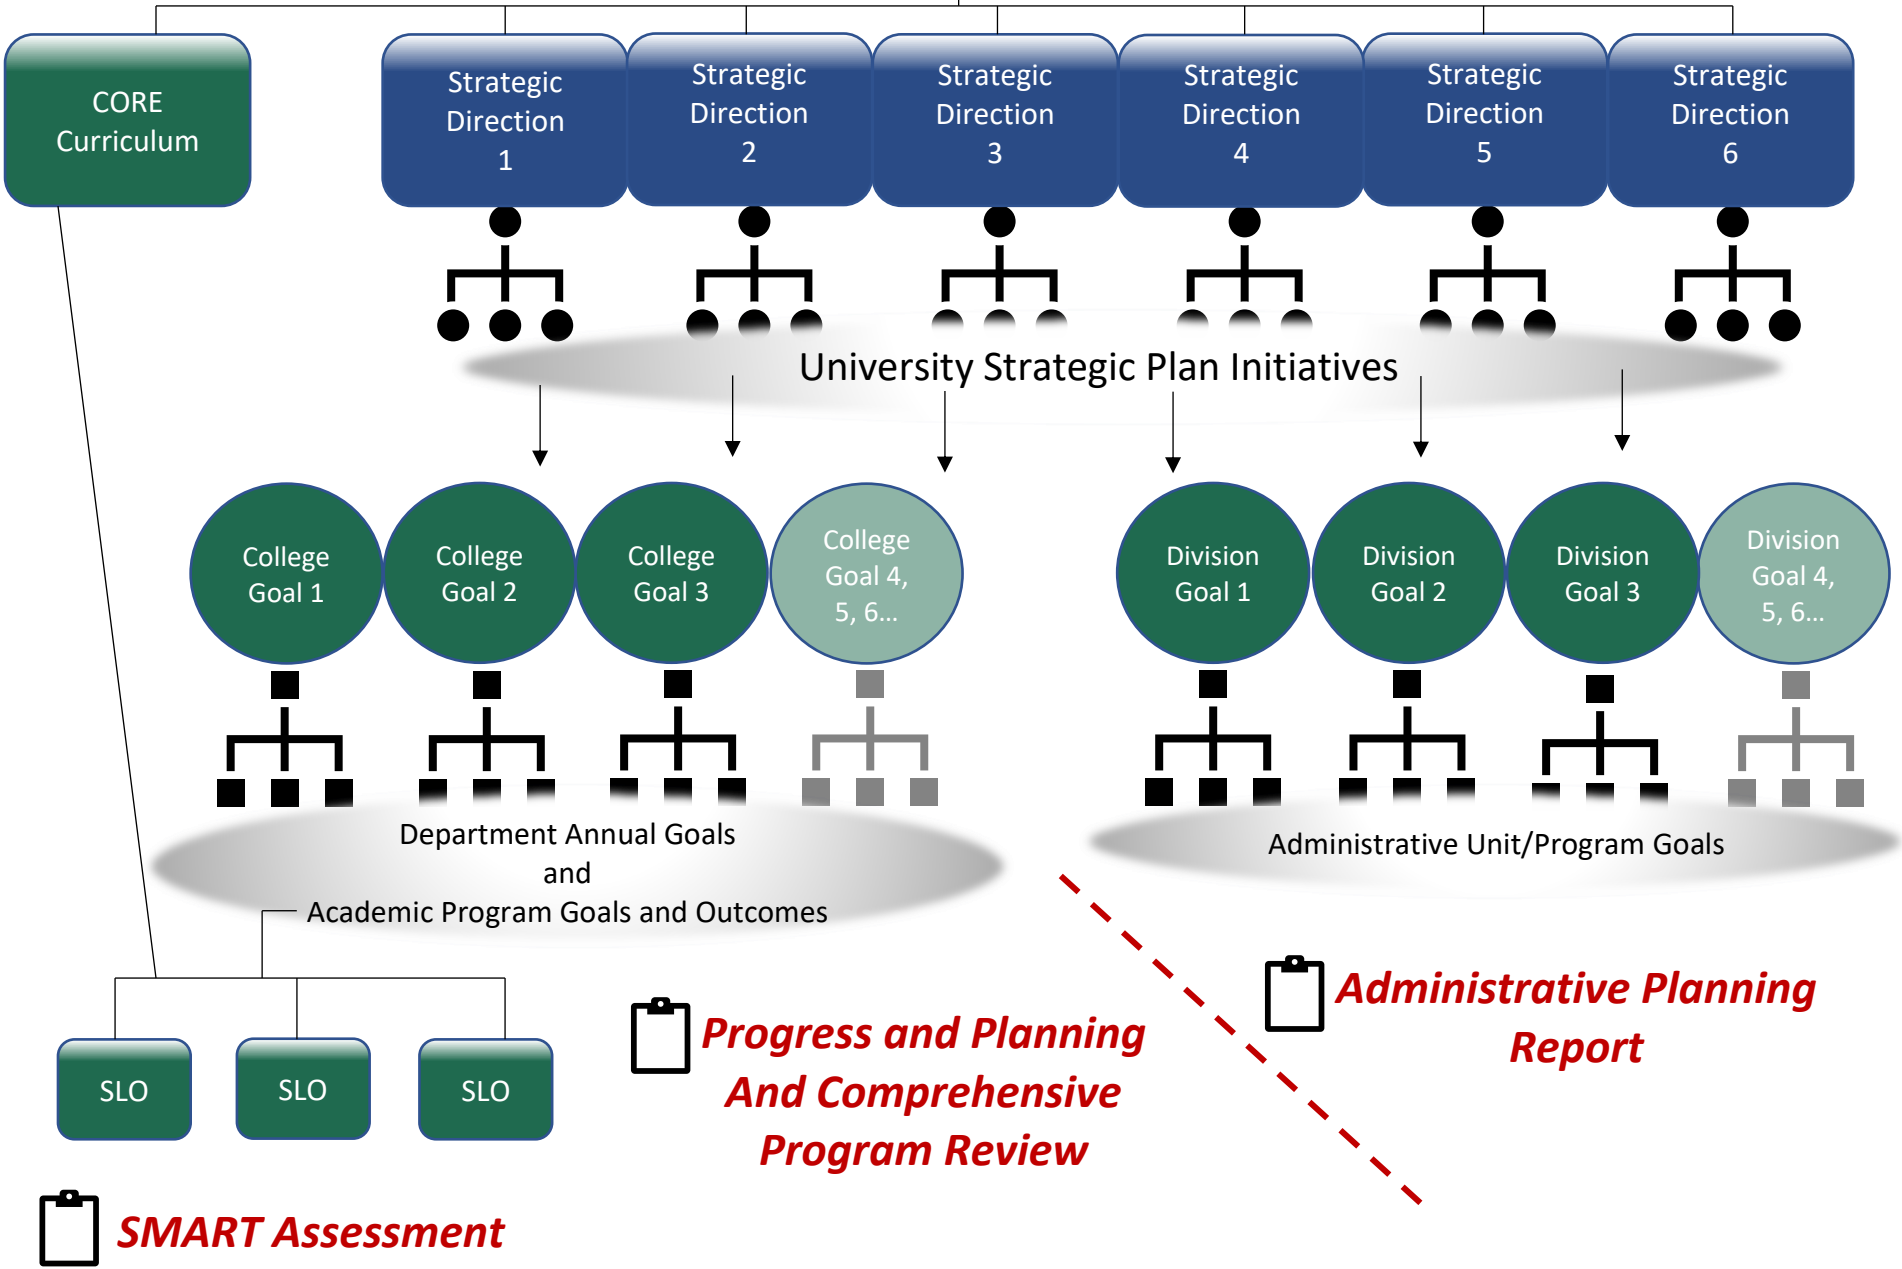 CORE
Curriculum
Strategic
Direction
1
Strategic
Direction
2
Strategic
Direction
3
Strategic
Direction
4
Strategic
Direction
5
Strategic
Direction
6
University Strategic Plan Initiatives
College
Goal 1
College
Goal 2
College
Goal 3
College
Goal 4,
5, 6...
Division
Goal 1
Division
Goal 2
Division
Goal 3
Division
Goal 4,
5, 6...
Department Annual Goals
and
Academic Program Goals and Outcomes
Administrative Unit/Program Goals
Administrative Planning
Report
Progress and Planning
And Comprehensive
Program Review
SLO
SLO
SLO
SMART Assessment